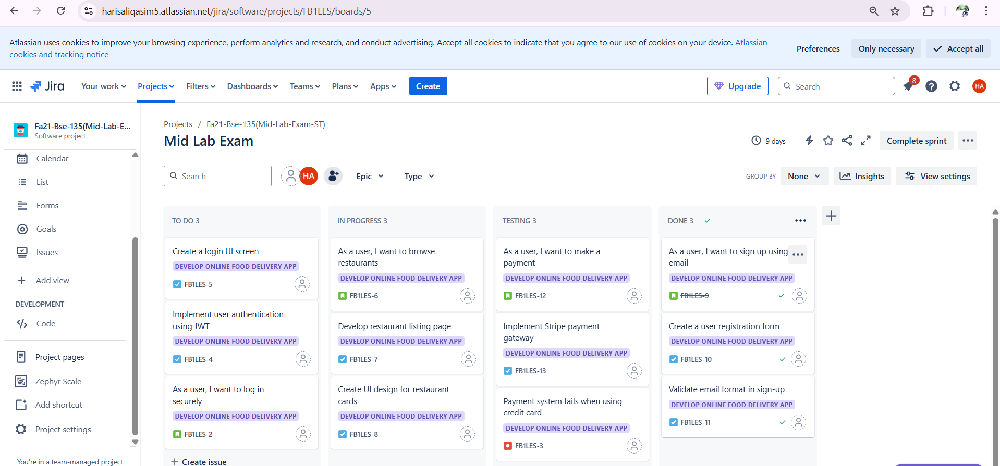 harisaliqasim5.atlassian.net/jira/software/projects/FB1LES/boards/5
Atlassian uses cookies to improve your browsing experience, perform analytics and research, and conduct advertising. Accept all cookies to indicate that you agree to our use of cookies on your device. Atlassian
cookies and tracking notice
Preferences
Only necessary
Accept all
Jira
Your work
Projects
Filters
Dashboards
Teams
Plans
Apps
Create
Upgrade
Search
8
HA
Fa21-Bse-135(Mid-Lab-E...
Software project
Calendar
List
Forms
Goals
Issues
Add view
DEVELOPMENT
Code
Project pages
Zephyr Scale
Add shortcut
Project settings
You're in a team-managed project
Projects / Fa21-Bse-135(Mid-Lab-Exam-ST)
Mid Lab Exam
9 days
Complete sprint
Search
HA
Epic
Type
GROUP BY
None
Insights
View settings
TO DO 3
Create a login UI screen
DEVELOP ONLINE FOOD DELIVERY APP
FB1LES-5
Implement user authentication
using JWT
DEVELOP ONLINE FOOD DELIVERY APP
FB1LES-4
As a user, I want to log in
securely
DEVELOP ONLINE FOOD DELIVERY APP
FB1LES-2
Create issue
IN PROGRESS 3
As a user, I want to browse
restaurants
DEVELOP ONLINE FOOD DELIVERY APP
FB1LES-6
Develop restaurant listing page
DEVELOP ONLINE FOOD DELIVERY APP
FB1LES-7
Create UI design for restaurant
cards
DEVELOP ONLINE FOOD DELIVERY APP
FB1LES-8
TESTING 3
As a user, I want to make a
payment
DEVELOP ONLINE FOOD DELIVERY APP
FB1LES-12
Implement Stripe payment
gateway
DEVELOP ONLINE FOOD DELIVERY APP
FB1LES-13
Payment system fails when using
credit card
DEVELOP ONLINE FOOD DELIVERY APP
FB1LES-3
DONE 3
As a user, I want to sign up using
email
DEVELOP ONLINE FOOD DELIVERY APP
FB1LES-9
Create a user registration form
DEVELOP ONLINE FOOD DELIVERY APP
FB1LES-10
Validate email format in sign-up
DEVELOP ONLINE FOOD DELIVERY APP
FB1LES-11